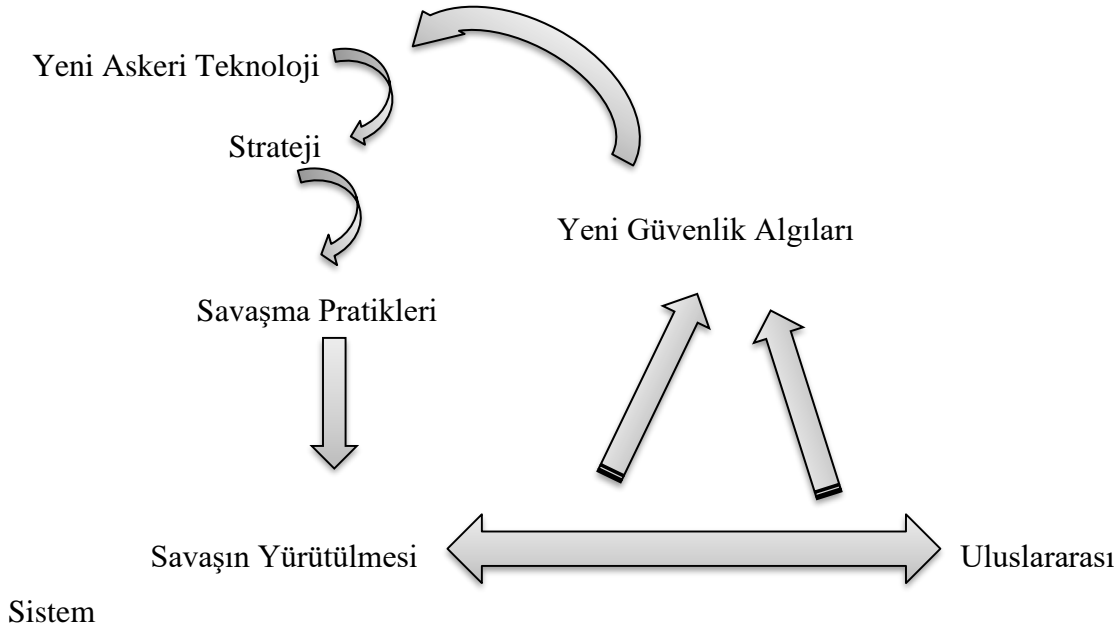 Yeni Askeri Teknoloji
Strateji
Yeni Güvenlik Algıları
Savaşma Pratikleri
Savaşın Yürütülmesi Uluslararası
Sistem